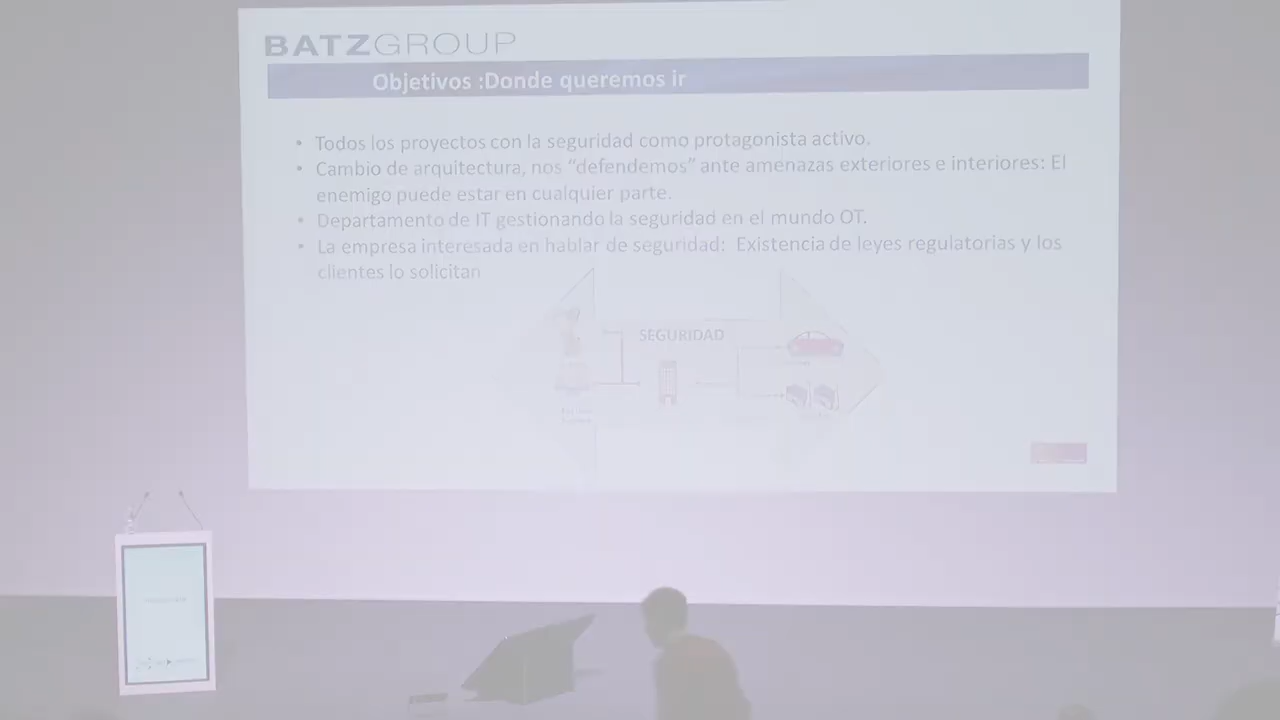 BATZGROUP
Objetivos :Donde queremos ir
• Todos los proyectos con la seguridad como protagonista activo.
• Cambio de arquitectura, nos “defendemos” ante amenazas exteriores e interiores: El
enemigo puede estar en cualquier parte.
• Departamento de IT gestionando la seguridad en el mundo OT.
• La empresa interesada en hablar de seguridad: Existencia de leyes regulatorias y los
clientes lo solicitan
SEGURIDAD